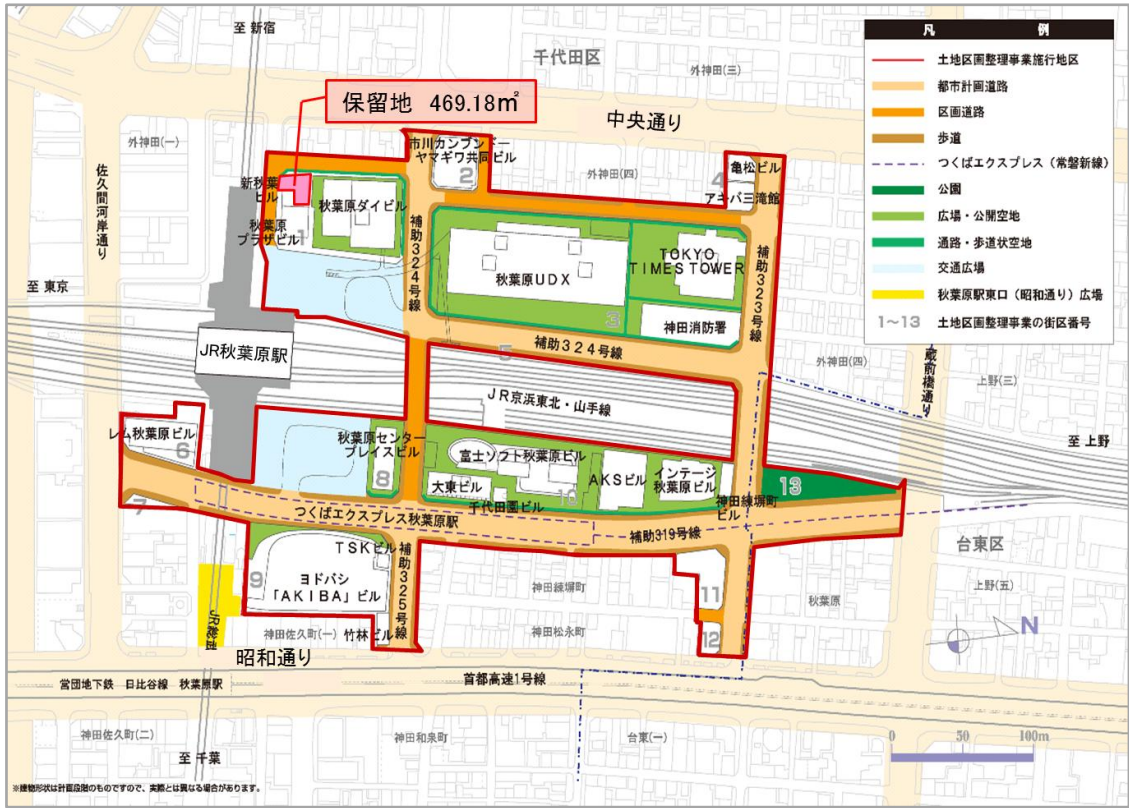 至 新宿
千代田区
外神田(三)
保留地 469.18㎡
中央通り
外神田(一)
佐久間河岸通り
市川カンブンドー
ヤマギワ共同ビル
2
外神田(四)
4
亀松ビル
アキバ三滝館
新秋葉
ビル
秋葉原ダイビル
秋葉原
プラザビル
1
補助324号線
秋葉原UDX
3
TOKYO
TIMES TOWER
神田消防署
補助323号線
至 東京
JR秋葉原駅
5
補助324号線
外神田(四)
蔵前橋通り
上野(三)
JR京浜東北・山手線
至 上野
レム秋葉原ビル
6
秋葉原センター
プレイスビル
8
富士ソフト秋葉原ビル
大東ビル
10
千代田園ビル
AKSビル
インテージ
秋葉原ビル
13
神田練塀町
ビル
7
つくばエクスプレス秋葉原駅
補助319号線
台東区
TSKビル
補助325号線
9
ヨドバシ
「AKIBA」ビル
神田練塀町
11
秋葉原
上野(五)
神田佐久町(一)
竹林ビル
神田松永町
12
N
昭和通り
営団地下鉄 日比谷線 秋葉原駅
首都高速1号線
神田佐久町(二)
至 千葉
神田和泉町
台東(一)
0 50 100m
※建物形状は計画段階のものですので、実際とは異なる場合があります。
凡 例
土地区画整理事業施行地区
都市計画道路
区画道路
歩道
つくばエクスプレス(常磐新線)
公園
広場・公開空地
通路・歩道状空地
交通広場
秋葉原駅東口(昭和通り)広場
1~13 土地区画整理事業の街区番号